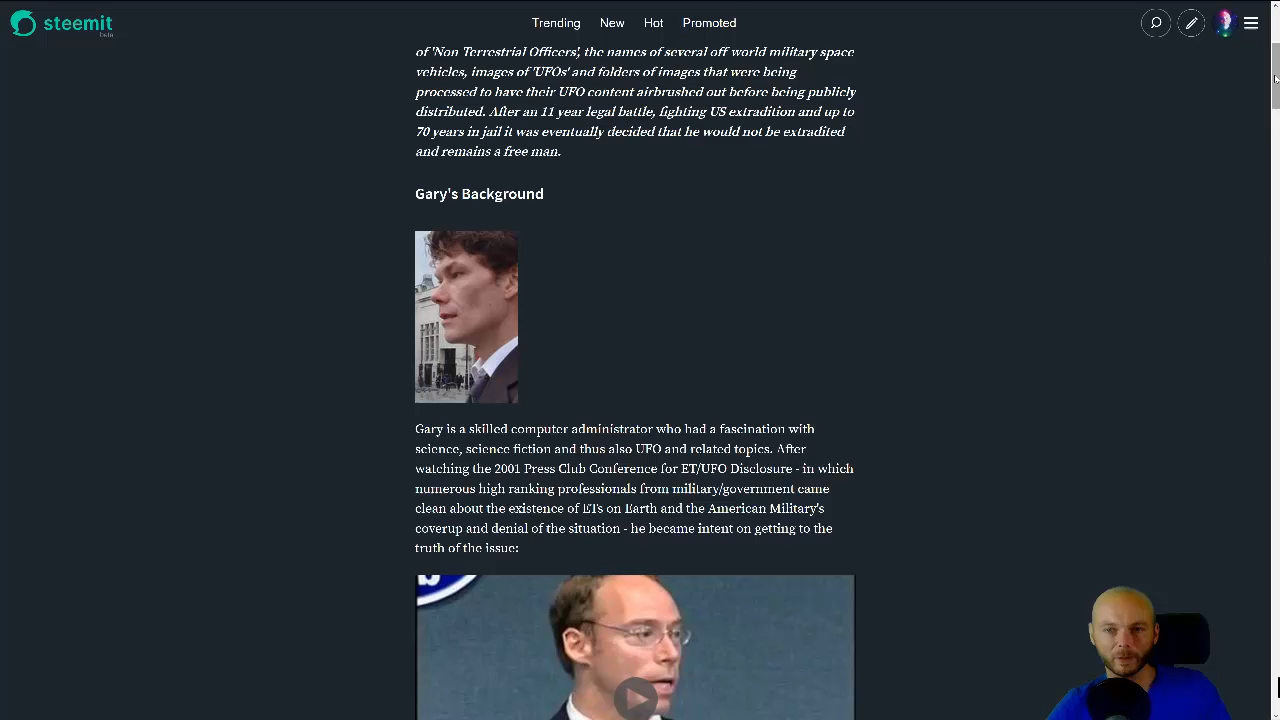 steemit
beta
Trending New Hot Promoted
of 'Non Terrestrial Officers', the names of several off world military space
vehicles, images of 'UFOs' and folders of images that were being
processed to have their UFO content airbrushed out before being publicly
distributed. After an 11 year legal battle, fighting US extradition and up to
70 years in jail it was eventually decided that he would not be extradited
and remains a free man.
Gary's Background
Gary is a skilled computer administrator who had a fascination with
science, science fiction and thus also UFO and related topics. After
watching the 2001 Press Club Conference for ET/UFO Disclosure - in which
numerous high ranking professionals from military/government came
clean about the existence of ETs on Earth and the American Military's
coverup and denial of the situation - he became intent on getting to the
truth of the issue: